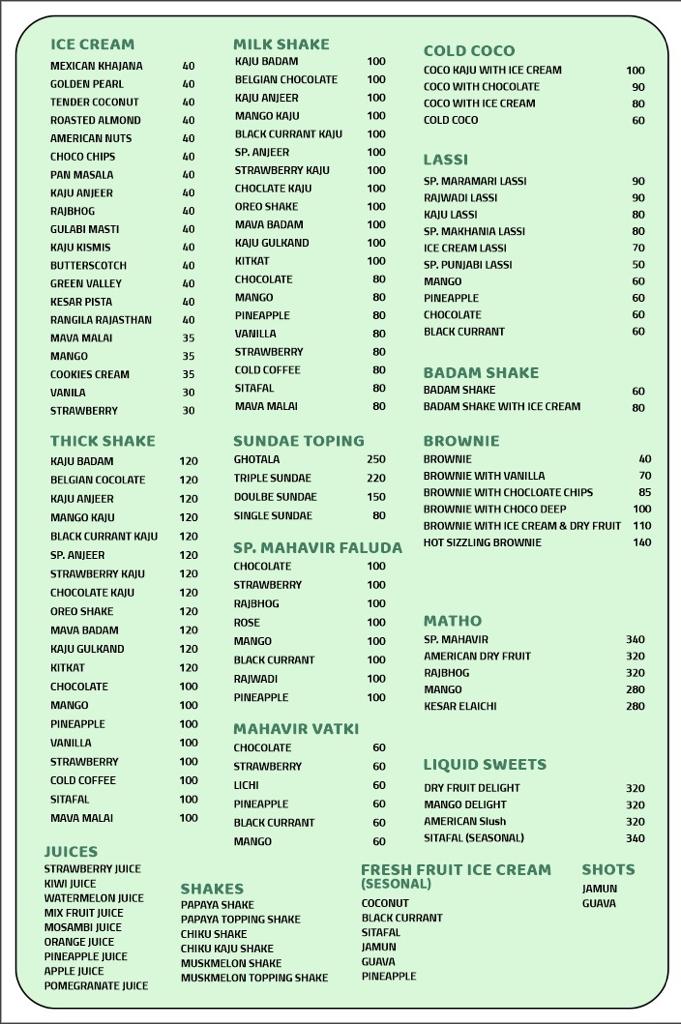 ICE CREAM
MEXICAN KHAJANA 40
GOLDEN PEARL 40
TENDER COCONUT 40
ROASTED ALMOND 40
AMERICAN NUTS 40
CHOCO CHIPS 40
PAN MASALA 40
KAJU ANJEER 40
RAJBHOG 40
GULABI MASTI 40
KAJU KISMIS 40
BUTTERSCOTCH 40
GREEN VALLEY 40
KESAR PISTA 40
RANGILA RAJASTHAN 40
MAVA MALAI 35
MANGO 35
COOKIES CREAM 35
VANILA 30
STRAWBERRY 30
THICK SHAKE
KAJU BADAM 120
BELGIAN COCOLATE 120
KAJU ANJEER 120
MANGO KAJU 120
BLACK CURRANT KAJU 120
SP. ANJEER 120
STRAWBERRY KAJU 120
CHOCOLATE KAJU 120
OREO SHAKE 120
MAVA BADAM 120
KAJU GULKAND 120
KITKAT 120
CHOCOLATE 100
MANGO 100
PINEAPPLE 100
VANILLA 100
STRAWBERRY 100
COLD COFFEE 100
SITAFAL 100
MAVA MALAI 100
MILK SHAKE
KAJU BADAM 100
BELGIAN CHOCOLATE 100
KAJU ANJEER 100
MANGO KAJU 100
BLACK CURRANT KAJU 100
SP. ANJEER 100
STRAWBERRY KAJU 100
CHOCLATE KAJU 100
OREO SHAKE 100
MAVA BADAM 100
KAJU GULKAND 100
KITKAT 100
CHOCOLATE 80
MANGO 80
PINEAPPLE 80
VANILLA 80
STRAWBERRY 80
COLD COFFEE 80
SITAFAL 80
MAVA MALAI 80
SUNDAE TOPING
GHOTALA 250
TRIPLE SUNDAE 220
DOULBE SUNDAE 150
SINGLE SUNDAE 80
SP. MAHAVIR FALUDA
CHOCOLATE 100
STRAWBERRY 100
RAJBHOG 100
ROSE 100
MANGO 100
BLACK CURRANT 100
RAJWADI 100
PINEAPPLE 100
MAHAVIR VATKI
CHOCOLATE 60
STRAWBERRY 60
LICHI 60
PINEAPPLE 60
BLACK CURRANT 60
MANGO 60
COLD COCO
COCO KAJU WITH ICE CREAM 100
COCO WITH CHOCOLATE 90
COCO WITH ICE CREAM 80
COLD COCO 60
LASSI
SP. MARAMARI LASSI 90
RAJWADI LASSI 90
KAJU LASSI 80
SP. MAKHANIA LASSI 80
ICE CREAM LASSI 70
SP. PUNJABI LASSI 50
MANGO 60
PINEAPPLE 60
CHOCOLATE 60
BLACK CURRANT 60
BADAM SHAKE
BADAM SHAKE 60
BADAM SHAKE WITH ICE CREAM 80
BROWNIE
BROWNIE 40
BROWNIE WITH VANILLA 70
BROWNIE WITH CHOCLOATE CHIPS 85
BROWNIE WITH CHOCO DEEP 100
BROWNIE WITH ICE CREAM & DRY FRUIT 110
HOT SIZZLING BROWNIE 140
MATHO
SP. MAHAVIR 340
AMERICAN DRY FRUIT 320
RAJBHOG 320
MANGO 280
KESAR ELAICHI 280
LIQUID SWEETS
DRY FRUIT DELIGHT 320
MANGO DELIGHT 320
AMERICAN Slush 320
SITAFAL (SEASONAL) 340
JUICES
STRAWBERRY JUICE
KIWI JUICE
WATERMELON JUICE
MIX FRUIT JUICE
MOSAMBI JUICE
ORANGE JUICE
PINEAPPLE JUICE
APPLE JUICE
POMEGRANATE JUICE
SHAKES
PAPAYA SHAKE
PAPAYA TOPPING SHAKE
CHIKU SHAKE
CHIKU KAJU SHAKE
MUSKMELON SHAKE
MUSKMELON TOPPING SHAKE
FRESH FRUIT ICE CREAM
(SESONAL)
COCONUT
BLACK CURRANT
SITAFAL
JAMUN
GUAVA
PINEAPPLE
SHOTS
JAMUN
GUAVA